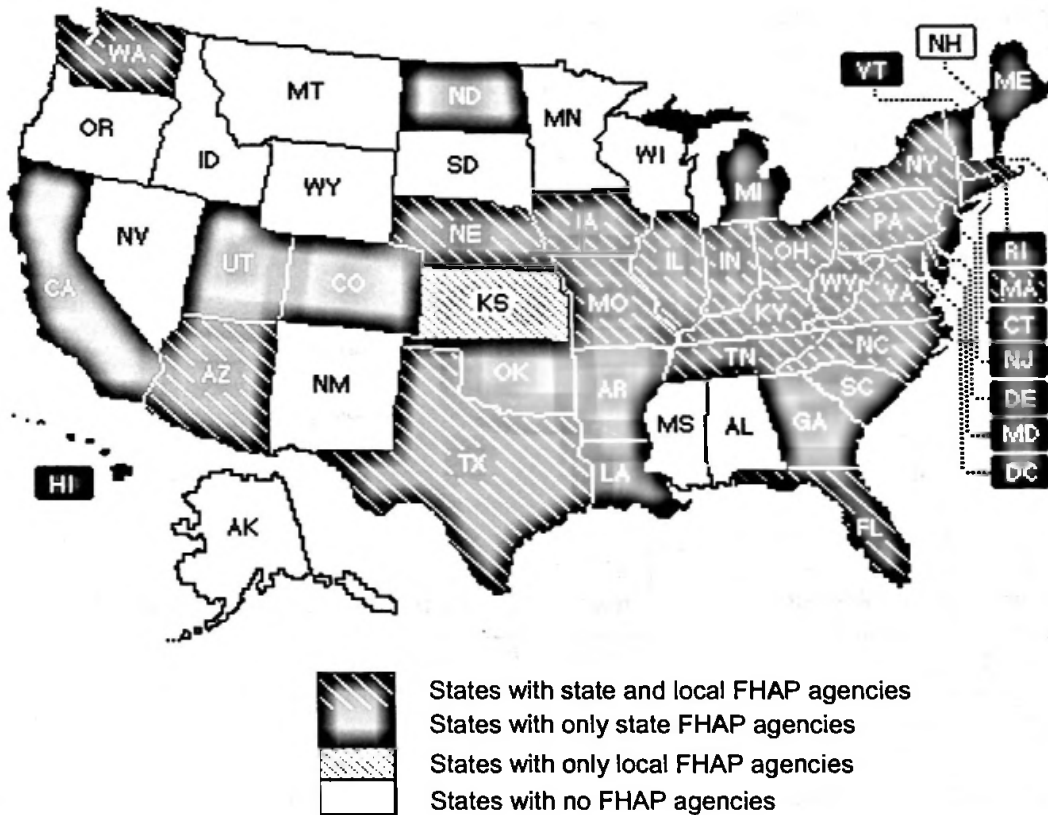 WA
MT
ND
MN
VT
NH
ME
OR
ID
SD
WI
WY
MI
NY
NV
NE
IA
PA
UT
CO
IL
IN
OH
RI
CA
KS
MO
WV
VA
MA
KY
CT
AZ
NM
OK
AR
TN
NC
NJ
SC
DE
MS
AL
GA
MD
TX
LA
DC
HI
AK
FL
States with state and local FHAP agencies
States with only state FHAP agencies
States with only local FHAP agencies
States with no FHAP agencies